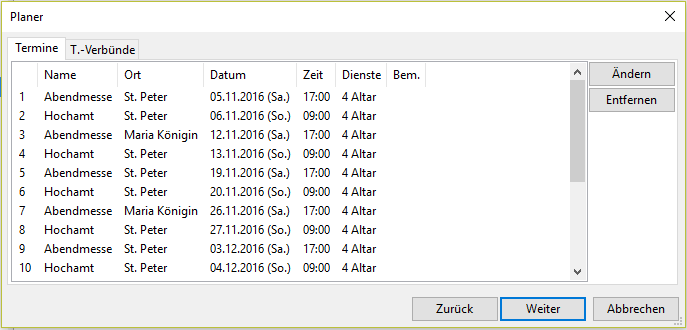 Planer
Termine T.-Verbünde
Name Ort Datum Zeit Dienste Bem.
1 Abendmesse St. Peter 05.11.2016 (Sa.) 17:00 4 Altar
2 Hochamt St. Peter 06.11.2016 (So.) 09:00 4 Altar
3 Abendmesse Maria Königin 12.11.2016 (Sa.) 17:00 4 Altar
4 Hochamt St. Peter 13.11.2016 (So.) 09:00 4 Altar
5 Abendmesse St. Peter 19.11.2016 (Sa.) 17:00 4 Altar
6 Hochamt St. Peter 20.11.2016 (So.) 09:00 4 Altar
7 Abendmesse Maria Königin 26.11.2016 (Sa.) 17:00 4 Altar
8 Hochamt St. Peter 27.11.2016 (So.) 09:00 4 Altar
9 Abendmesse St. Peter 03.12.2016 (Sa.) 17:00 4 Altar
10 Hochamt St. Peter 04.12.2016 (So.) 09:00 4 Altar
Ändern
Entfernen
Zurück Weiter Abbrechen